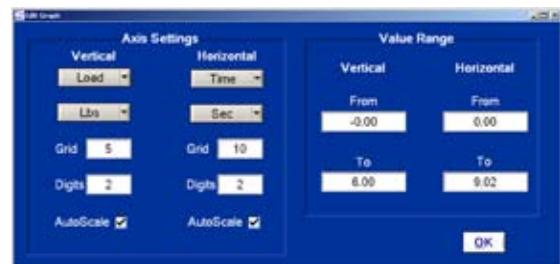 Edit Graph
Axis Settings
Vertical Horizontal
Load Time
Lbs Sec
Grid 5 Grid 10
Digits 2 Digits 2
AutoScale AutoScale
Value Range
Vertical Horizontal
From From
-0.00 0.00
To To
6.00 9.02
OK